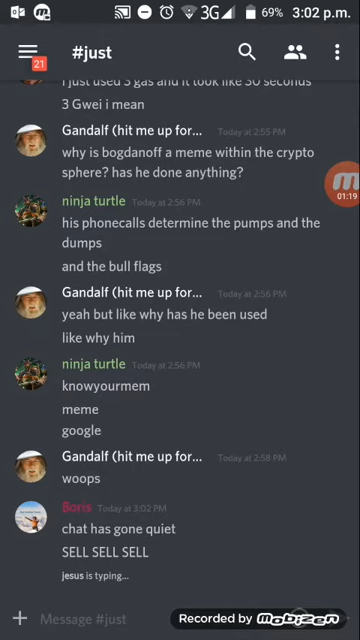 3G 69% 3:02 p.m.
#just
21
I just used 3 gas and it took like 30 seconds
3 Gwei i mean
Gandalf (hit me up for... Today at 2:55 PM
why is bogdanoff a meme within the crypto
sphere? has he done anything?
01:19
ninja turtle Today at 2:56 PM
his phonecalls determine the pumps and the
dumps
and the bull flags
Gandalf (hit me up for... Today at 2:56 PM
yeah but like why has he been used
like why him
ninja turtle Today at 2:56 PM
knowyourmem
meme
google
Gandalf (hit me up for... Today at 2:58 PM
woops
Boris Today at 3:02 PM
chat has gone quiet
SELL SELL SELL
jesus is typing...
Message #just
Recorded by mobizen